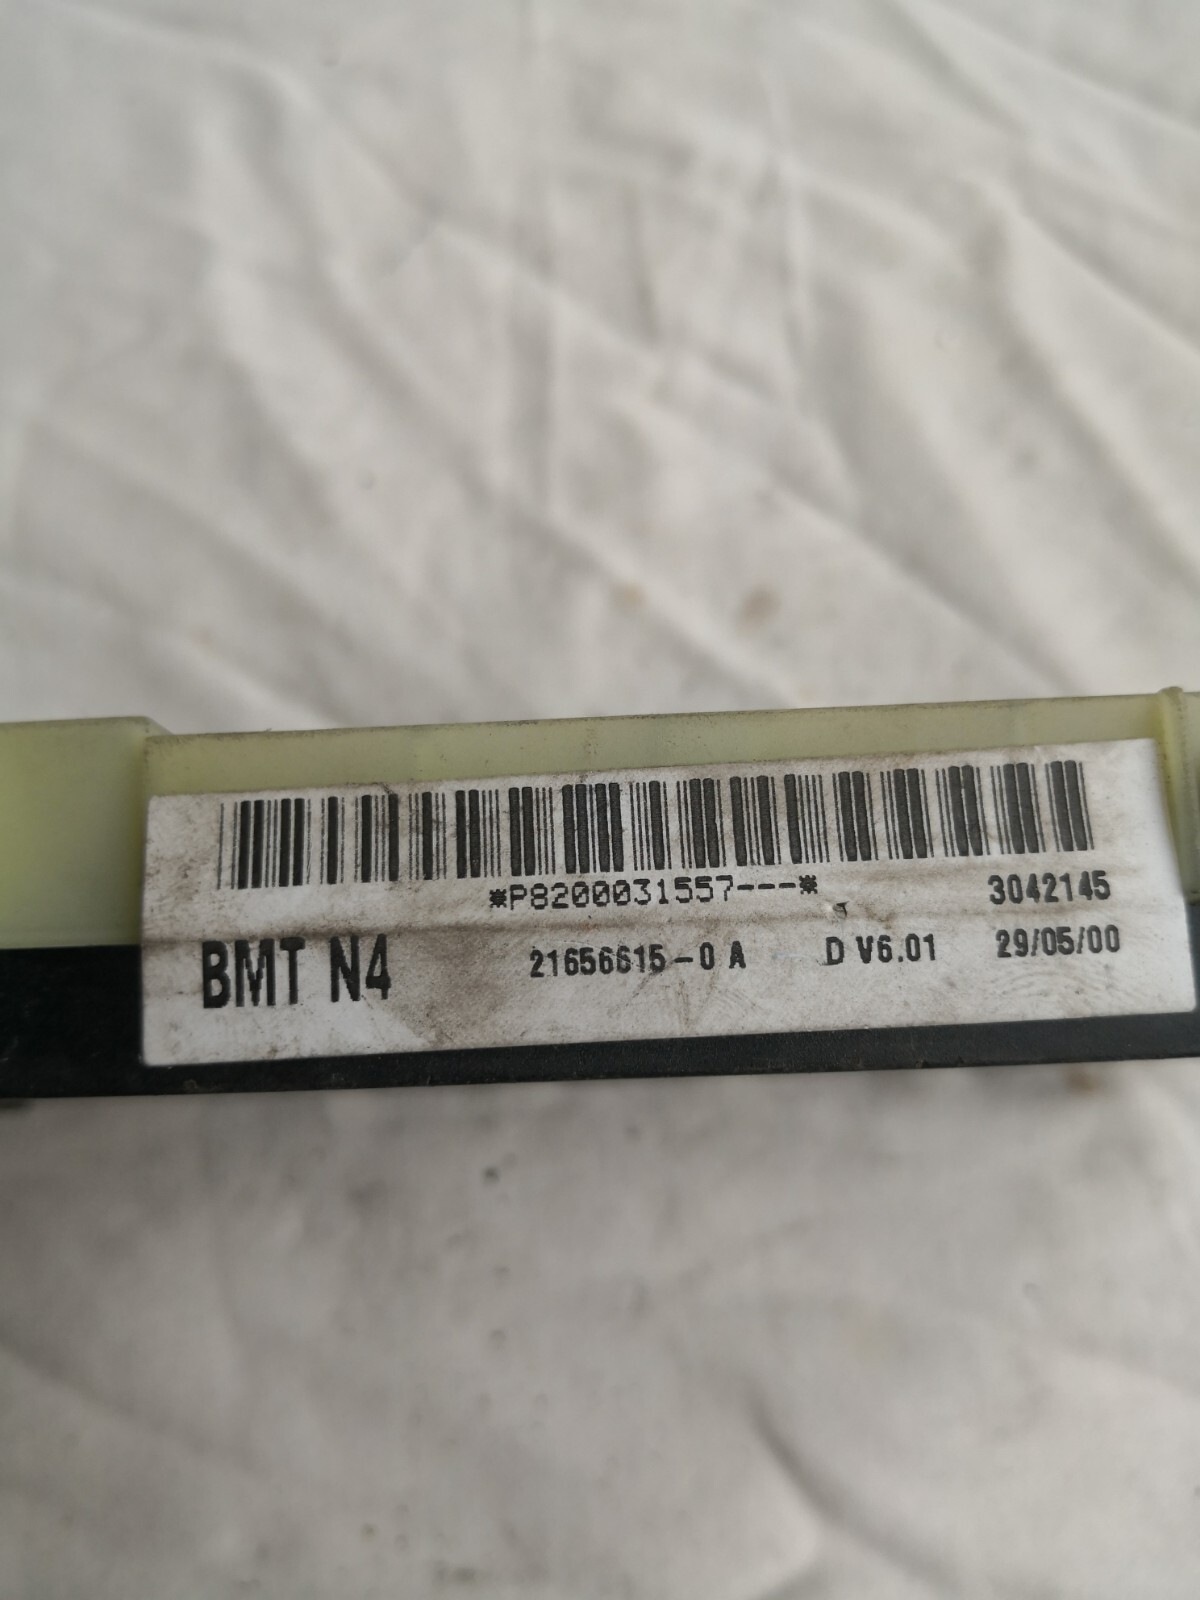 *P8200031557---* 3042145
BMT N4 21656615-0 A D V6.01 29/05/00